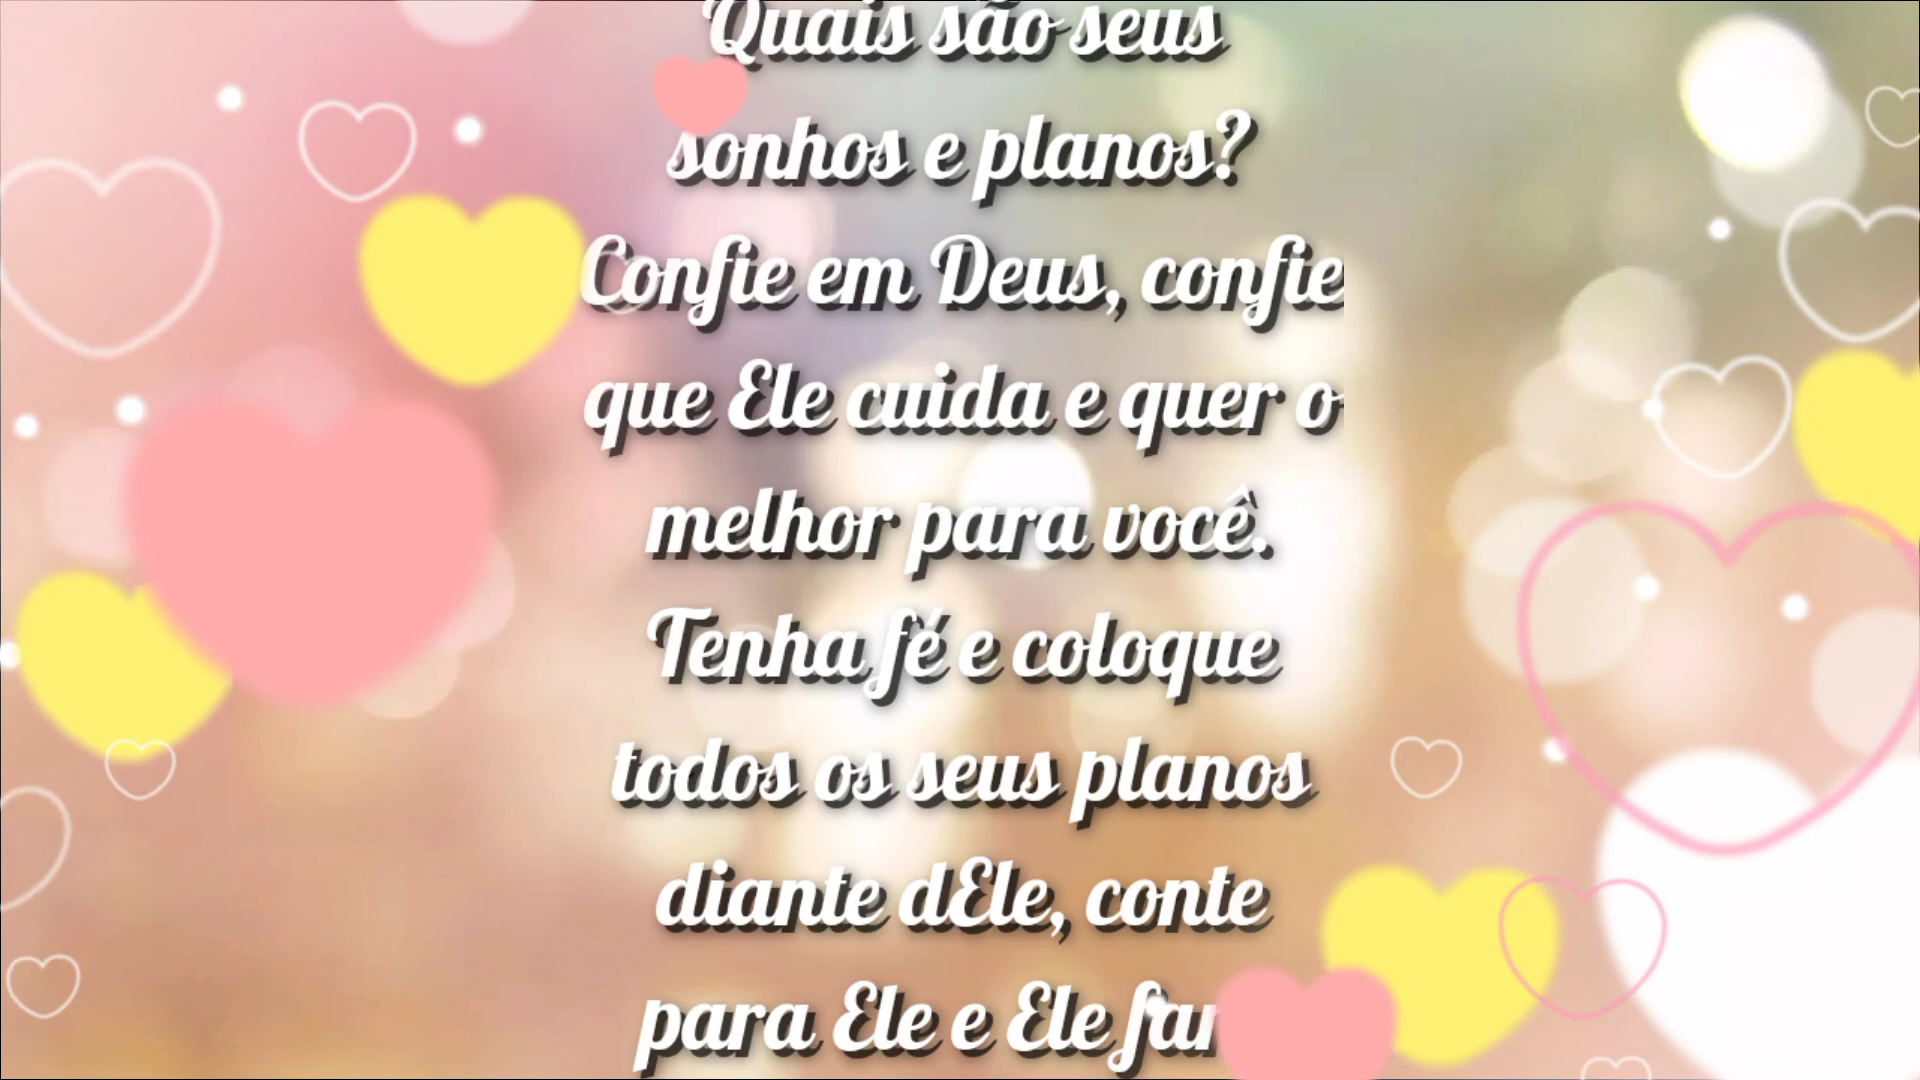 Quais são seus
sonhos e planos?
Confie em Deus, confie
que Ele cuida e quer o
melhor para você.
Tenha fé e coloque
todos os seus planos
diante dEle, conte
para Ele e Ele